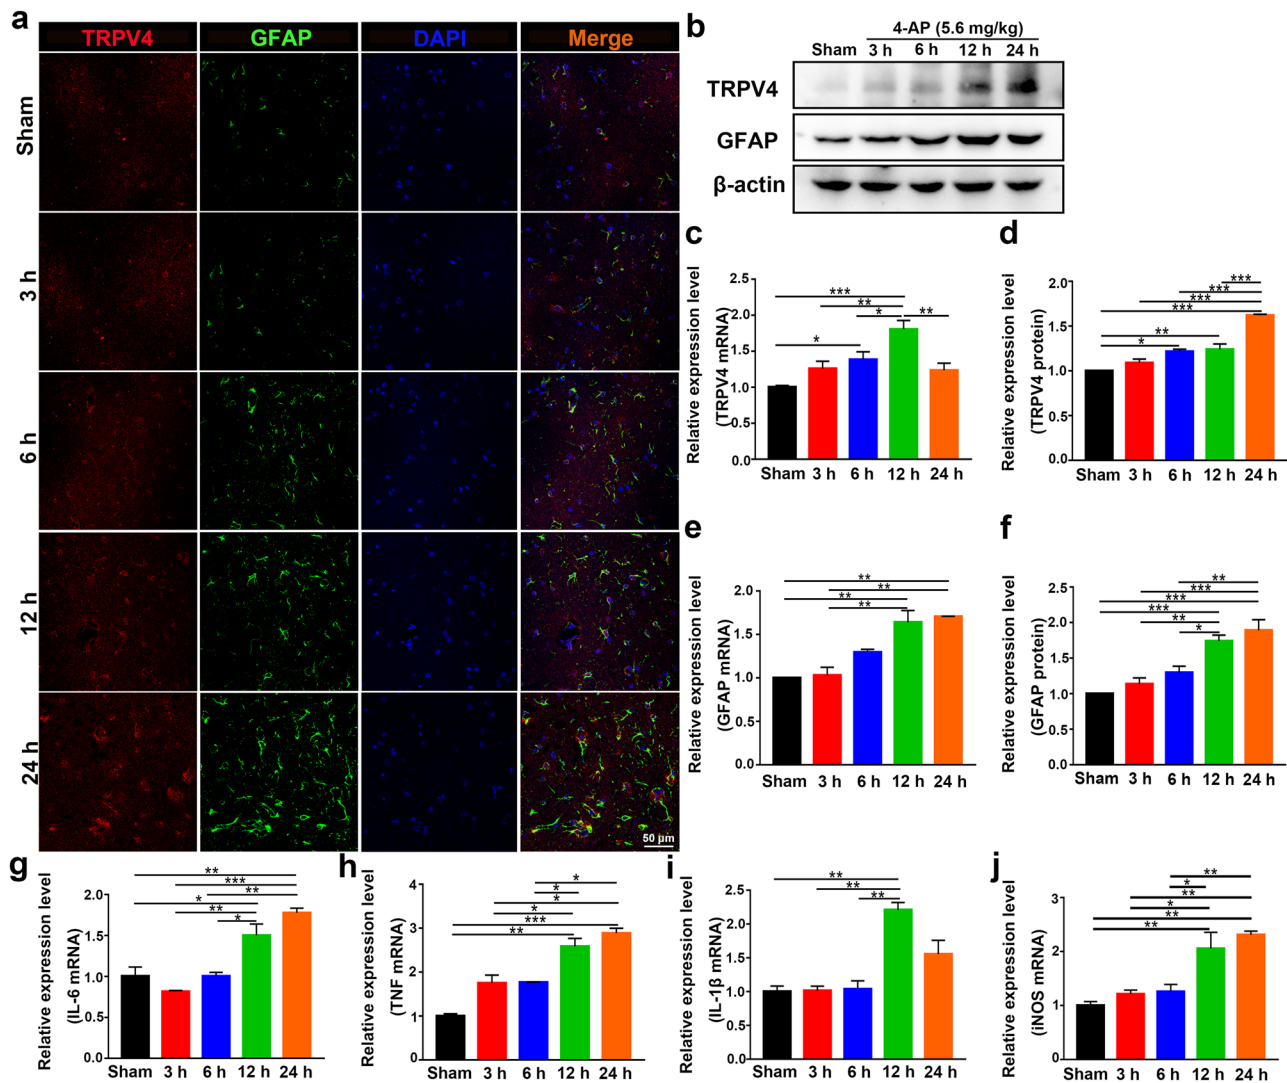 a
TRPV4 GFAP DAPI Merge
Sham
3 h
6 h
12 h
24 h
50 µm
b
4-AP (5.6 mg/kg)
Sham 3 h 6 h 12 h 24 h
TRPV4
GFAP
β-actin
c
Relative expression level
(TRPV4 mRNA)
2.5
2.0
1.5
1.0
0.5
0.0
***
**
*
**
*
Sham 3 h 6 h 12 h 24 h
d
Relative expression level
(TRPV4 protein)
2.0
1.5
1.0
0.5
0.0
***
***
***
***
**
*
Sham 3 h 6 h 12 h 24 h
e
Relative expression level
(GFAP mRNA)
2.0
1.5
1.0
0.5
0.0
**
**
**
**
Sham 3 h 6 h 12 h 24 h
f
Relative expression level
(GFAP protein)
2.5
2.0
1.5
1.0
0.5
0.0
**
***
***
***
**
*
Sham 3 h 6 h 12 h 24 h
g
Relative expression level
(IL-6 mRNA)
2.0
1.5
1.0
0.5
0.0
**
***
**
*
**
*
Sham 3 h 6 h 12 h 24 h
h
Relative expression level
(TNF mRNA)
4
3
2
1
0
*
*
*
*
***
**
Sham 3 h 6 h 12 h 24 h
i
Relative expression level
(IL-1β mRNA)
2.5
2.0
1.5
1.0
0.5
0.0
**
**
**
Sham 3 h 6 h 12 h 24 h
j
Relative expression level
(iNOS mRNA)
3
2
1
0
**
*
**
*
**
**
Sham 3 h 6 h 12 h 24 h